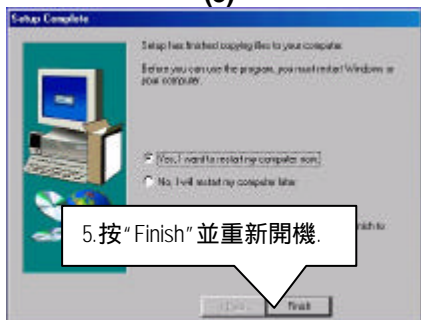 Setup Complete
Setup has finished copying files to your computer.
Before you can use the program, you must restart Windows or
your computer.
Yes, I want to restart my computer now.
No, I will restart my computer later.
5.按“Finish”並重新開機.
Finish